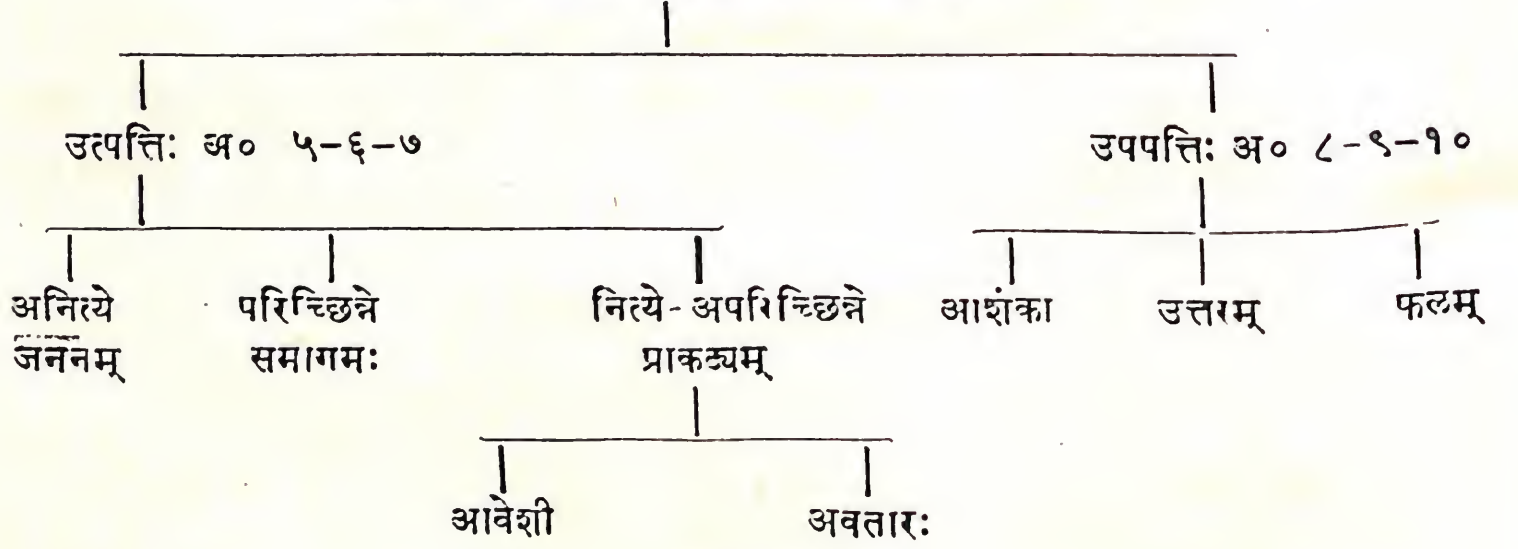 उत्पत्तिः अ० ५-६-७ उपपत्तिः अ० ८-९-१०
अनित्ये परिच्छिन्ने नित्ये-अपरिच्छिन्ने आशंका उत्तरम् फलम्
जननम् समागमः प्राकट्यम्
आवेशी अवतारः